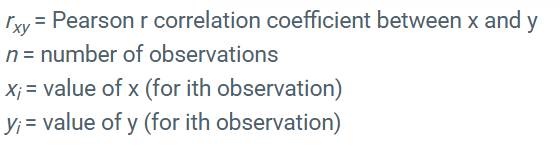 rxy = Pearson r correlation coefficient between x and y
n = number of observations
xi = value of x (for ith observation)
yi = value of y (for ith observation)